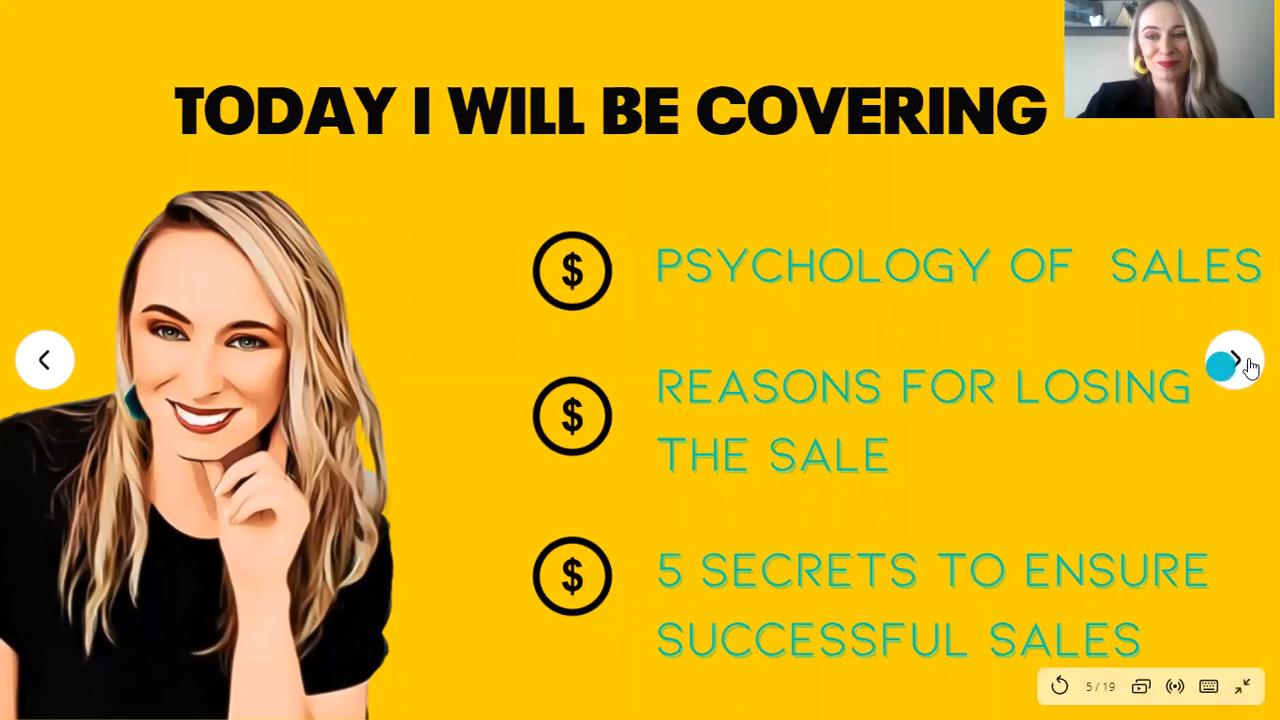 TODAY I WILL BE COVERING
$ PSYCHOLOGY OF SALES
$ REASONS FOR LOSING
THE SALE
$ 5 SECRETS TO ENSURE
SUCCESSFUL SALES
5 / 19